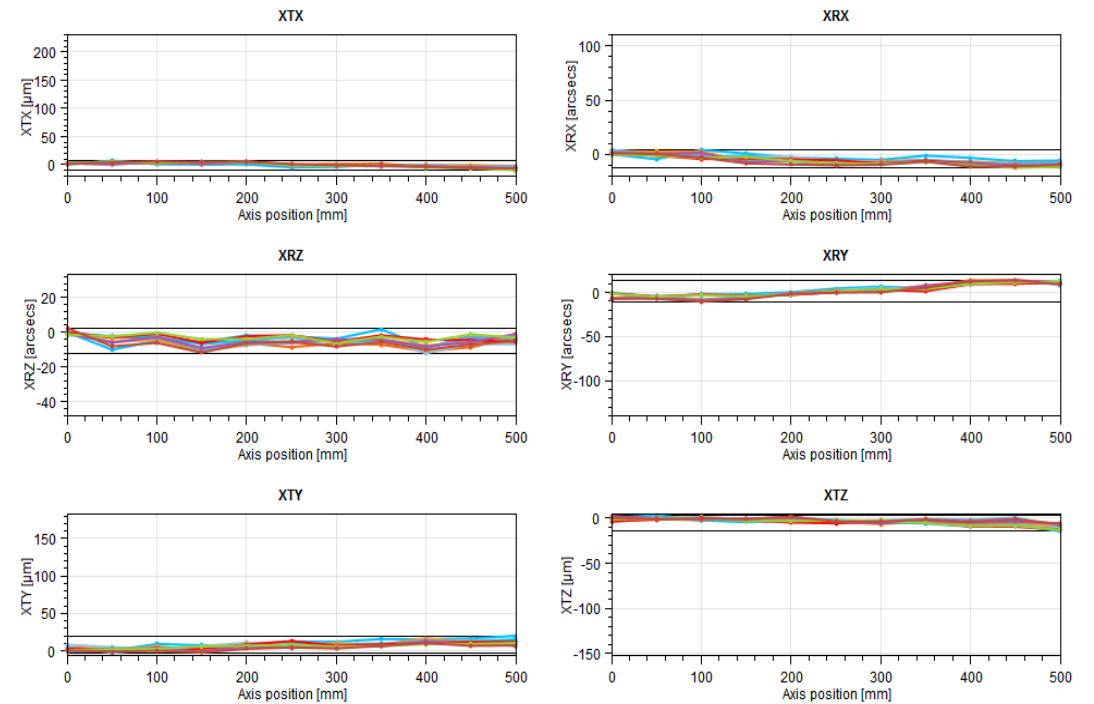 XTX
XTX [µm]
200
150
100
50
0
0 100 200 300 400 500
Axis position [mm]
XRX
XRX [arcsecs]
100
50
0
0 100 200 300 400 500
Axis position [mm]
XRZ
XRZ [arcsecs]
20
0
-20
-40
0 100 200 300 400 500
Axis position [mm]
XRY
XRY [arcsecs]
0
-50
-100
0 100 200 300 400 500
Axis position [mm]
XTY
XTY [µm]
150
100
50
0
0 100 200 300 400 500
Axis position [mm]
XTZ
XTZ [µm]
0
-50
-100
-150
0 100 200 300 400 500
Axis position [mm]